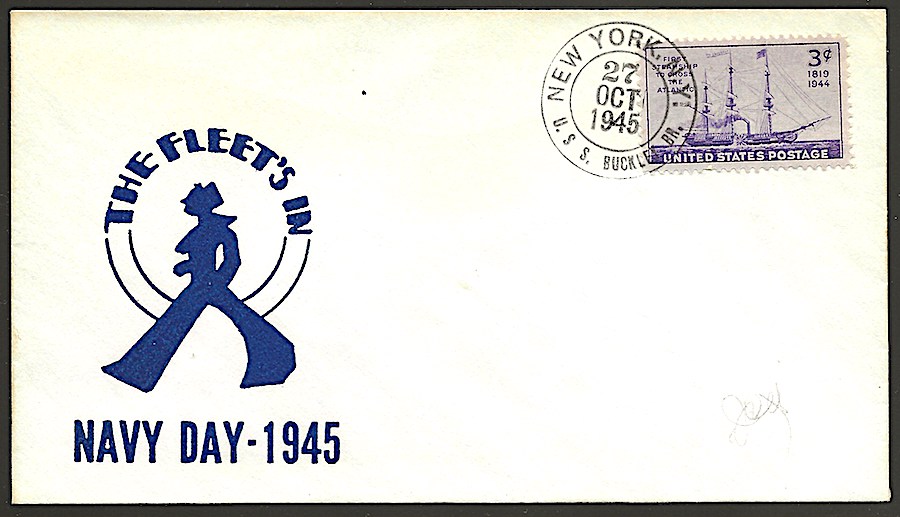 THE FLEET'S IN
NAVY DAY - 1945
NEW YORK, N.Y.
27
OCT
1945
U.S.S. BUCKLEY BR.
FIRST
STEAMSHIP
TO CROSS
THE
ATLANTIC
3¢
1819
1944
UNITED STATES POSTAGE